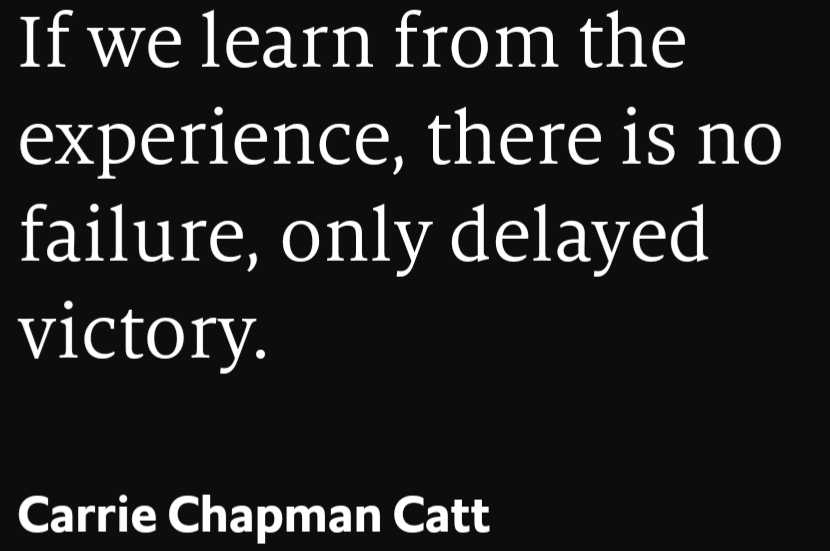 If we learn from the
experience, there is no
failure, only delayed
victory.
Carrie Chapman Catt